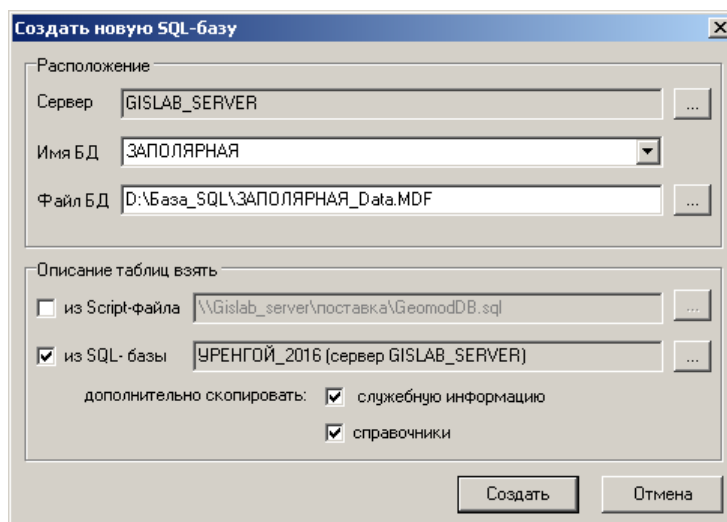 Создать новую SQL-базу
Расположение
Сервер GISLAB_SERVER ...
Имя БД ЗАПОЛЯРНАЯ
Файл БД D:\База_SQL\ЗАПОЛЯРНАЯ_Data.MDF ...
Описание таблиц взять
из Script-файла \\Gislab_server\поставка\GeomodDB.sql ...
из SQL- базы УРЕНГОЙ_2016 (сервер GISLAB_SERVER) ...
дополнительно скопировать: служебную информацию
справочники
Создать Отмена